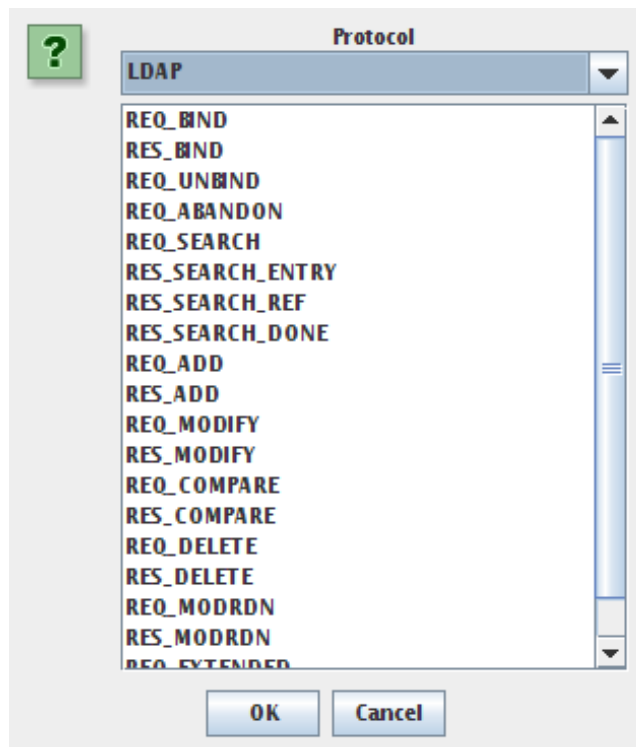 ?
Protocol
LDAP
REQ_BIND
RES_BIND
REQ_UNBIND
REQ_ABANDON
REQ_SEARCH
RES_SEARCH_ENTRY
RES_SEARCH_REF
RES_SEARCH_DONE
REQ_ADD
RES_ADD
REQ_MODIFY
RES_MODIFY
REQ_COMPARE
RES_COMPARE
REQ_DELETE
RES_DELETE
REQ_MODRDN
RES_MODRDN
REQ_EXTENDED
OK Cancel